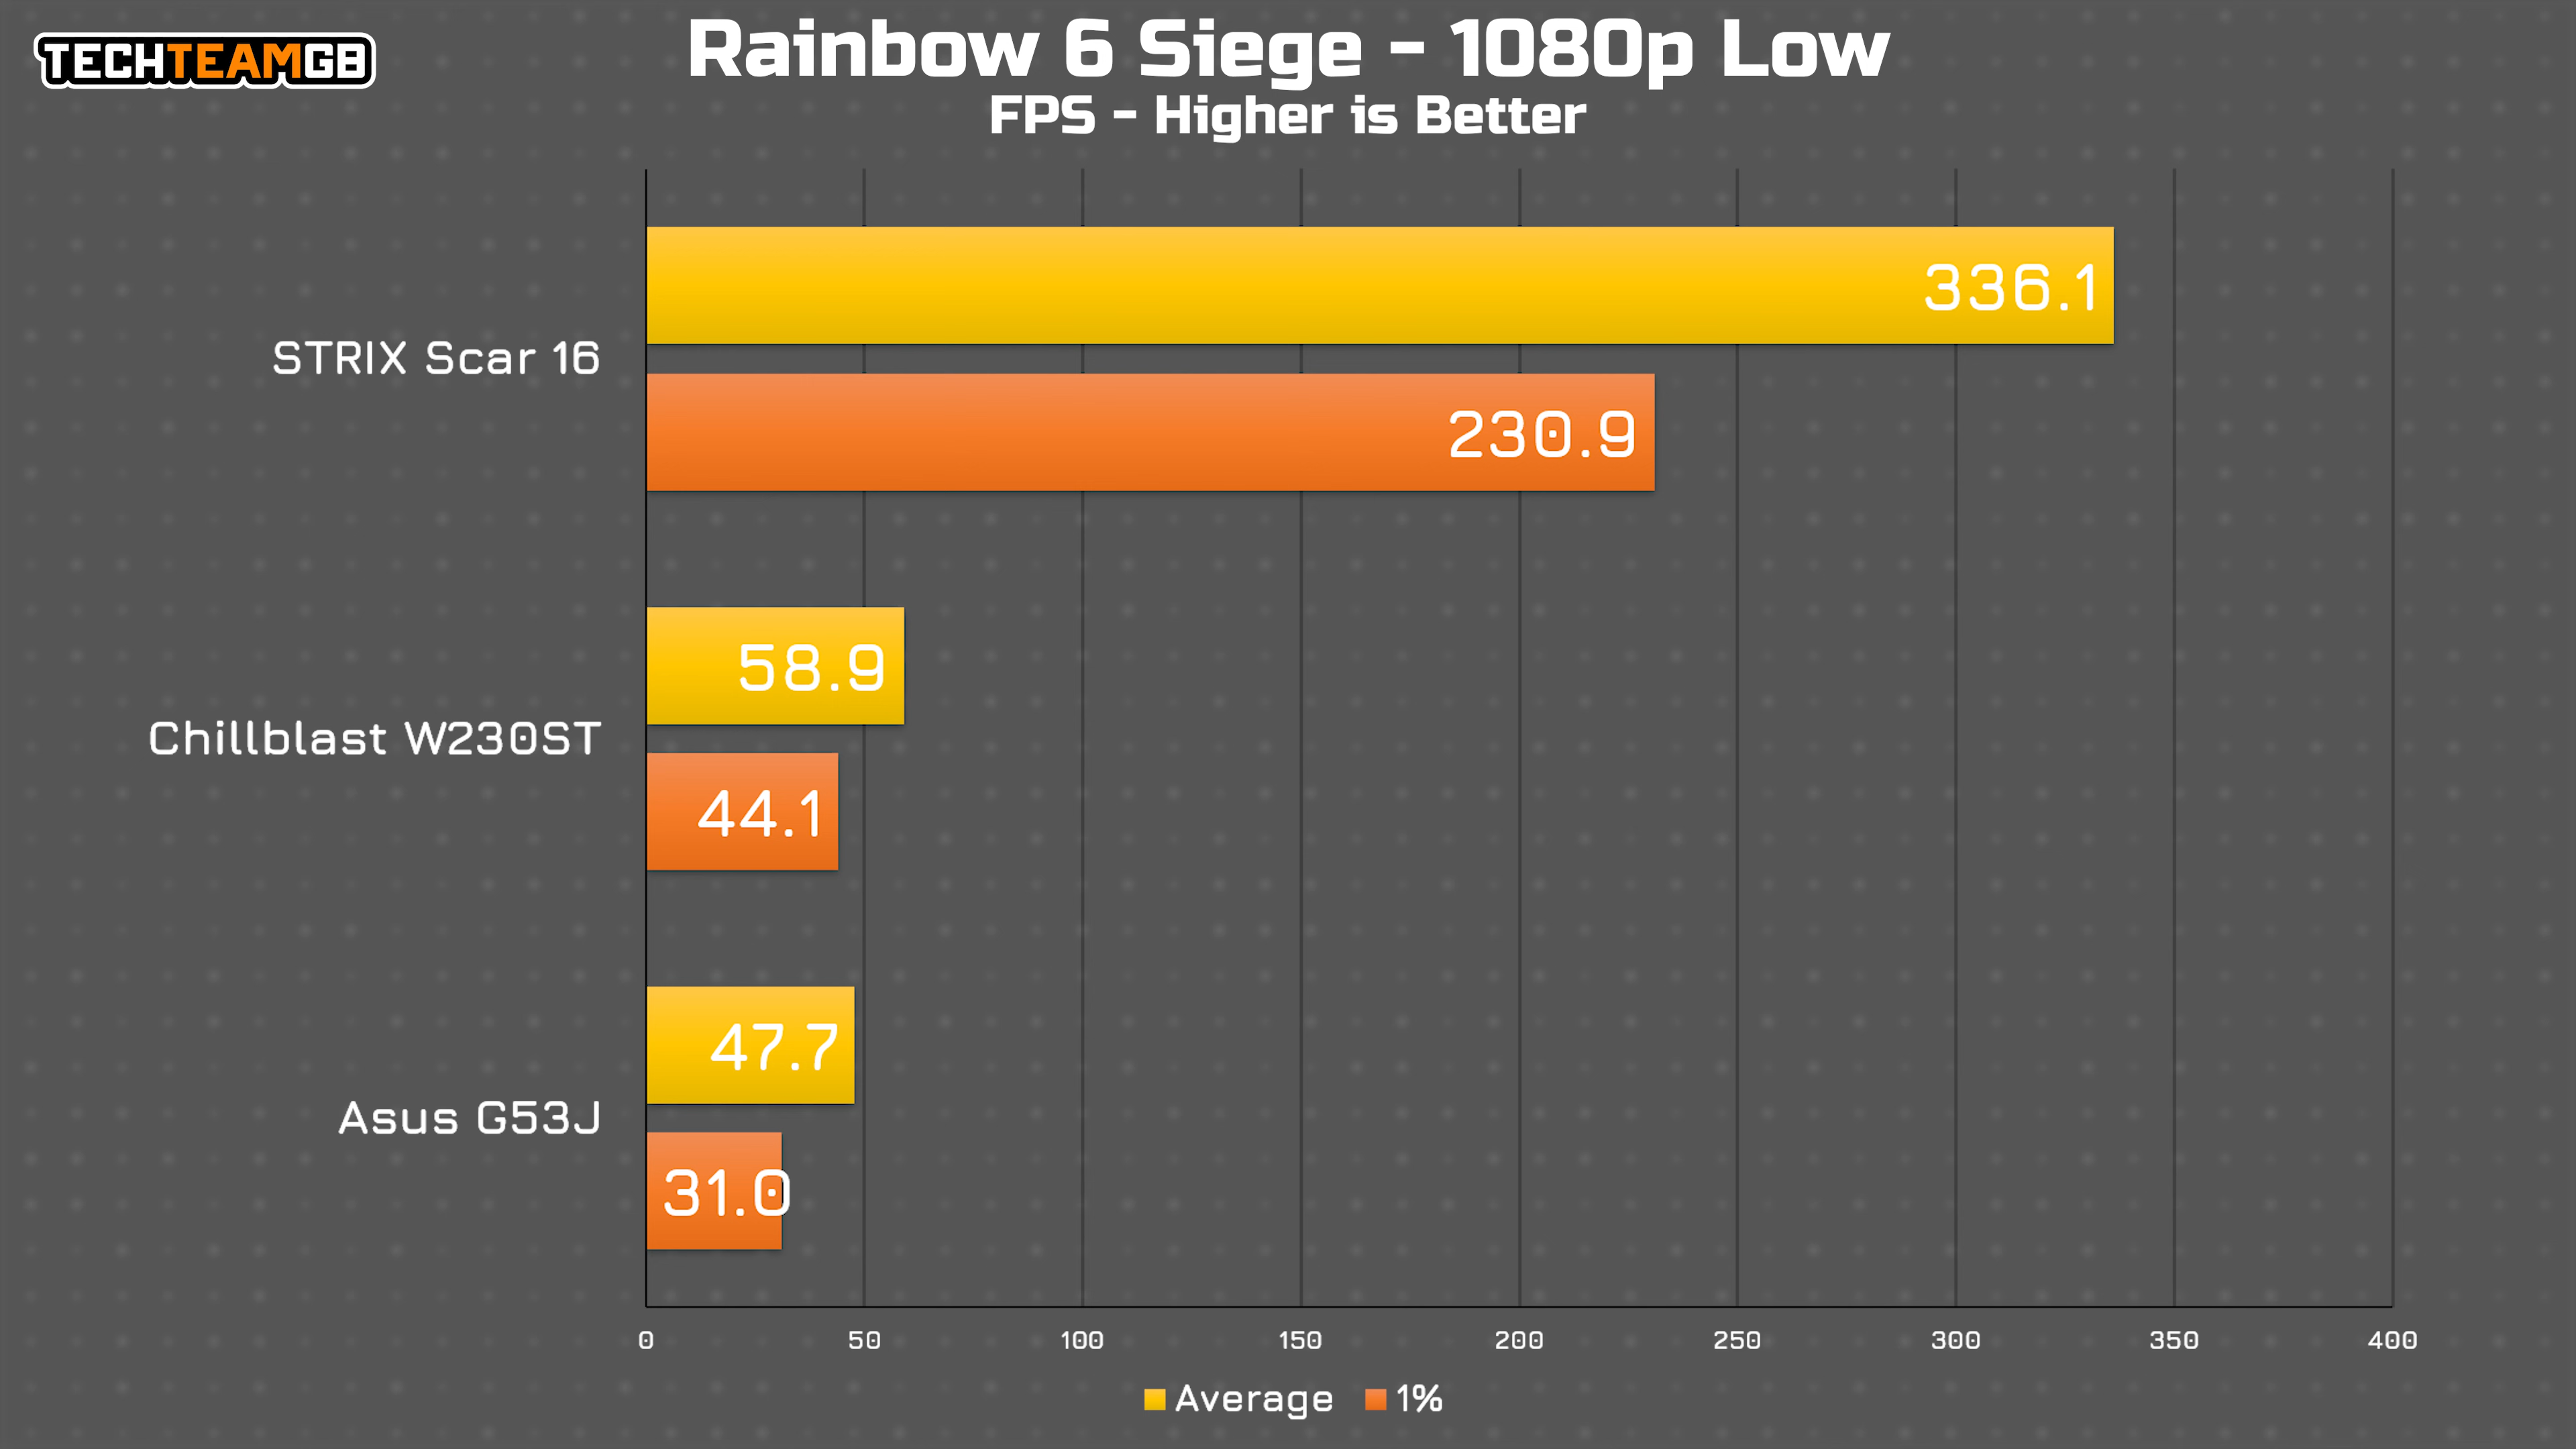 TECHTEAMGB
Rainbow 6 Siege - 1080p Low
FPS - Higher is Better
STRIX Scar 16
336.1
230.9
Chillblast W230ST
58.9
44.1
Asus G53J
47.7
31.0
0 50 100 150 200 250 300 350 400
Average 1%